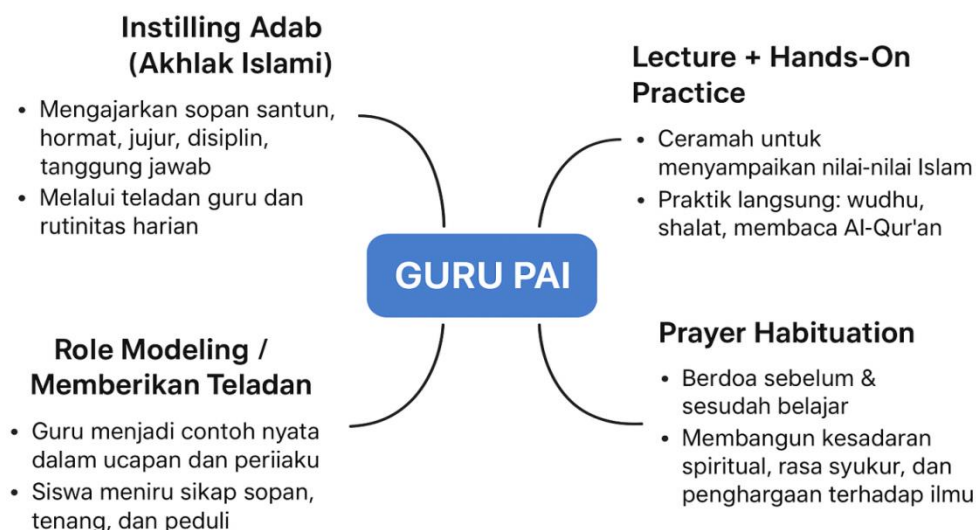 Instilling Adab
(Akhlak Islami)
• Mengajarkan sopan santun,
hormat, jujur, disiplin,
tanggung jawab
• Melalui teladan guru dan
rutinitas harian
Lecture + Hands-On
Practice
• Ceramah untuk
menyampaikan nilai-nilai Islam
• Praktik langsung: wudhu,
shalat, membaca Al-Qur'an
GURU PAI
Role Modeling /
Memberikan Teladan
• Guru menjadi contoh nyata
dalam ucapan dan periiaku
• Siswa meniru sikap sopan,
tenang, dan peduli
Prayer Habituation
• Berdoa sebelum &
sesudah belajar
• Membangun kesadaran
spiritual, rasa syukur, dan
penghargaan terhadap ilmu